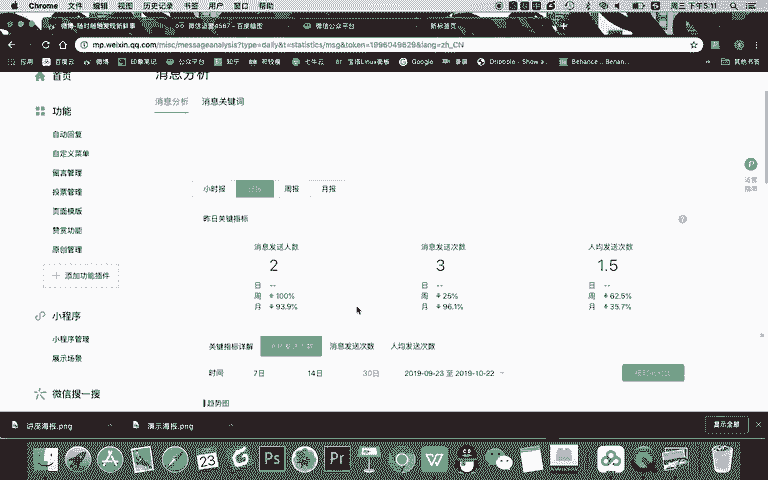 Chrome 文件 编辑 视图 历史记录 书签 用户 窗口 帮助
周三下午5:11
微信公众平台
mp.weixin.qq.com/misc/messageanalysis?type=daily&t=statistics/msg&token=1996049629&lang=zh_CN
应用 百度云 微博 印象笔记 公众平台 知乎 七牛云 宝塔Linux面板 Google Dribbble - Show a... Behance :: Benan... 其他书签
首页
消息分析
消息分析 消息关键词
功能
自动回复
自定义菜单
留言管理
投票管理
页面模版
赞赏功能
原创管理
添加功能插件
小程序
小程序管理
展示场景
微信搜一搜
小时报 日报 周报 月报
昨日关键指标
消息发送人数 消息发送次数 人均发送次数
2 3 1.5
日 -- 日 -- 日 --
周 100% 周 25% 周 62.5%
月 93.9% 月 96.1% 月 35.7%
关键指标详解 消息发送人数 消息发送次数 人均发送次数
时间 7日 14日 30日 2019-09-23 至 2019-10-22
趋势图
讲座海报.png 演示海报.png 显示全部
23